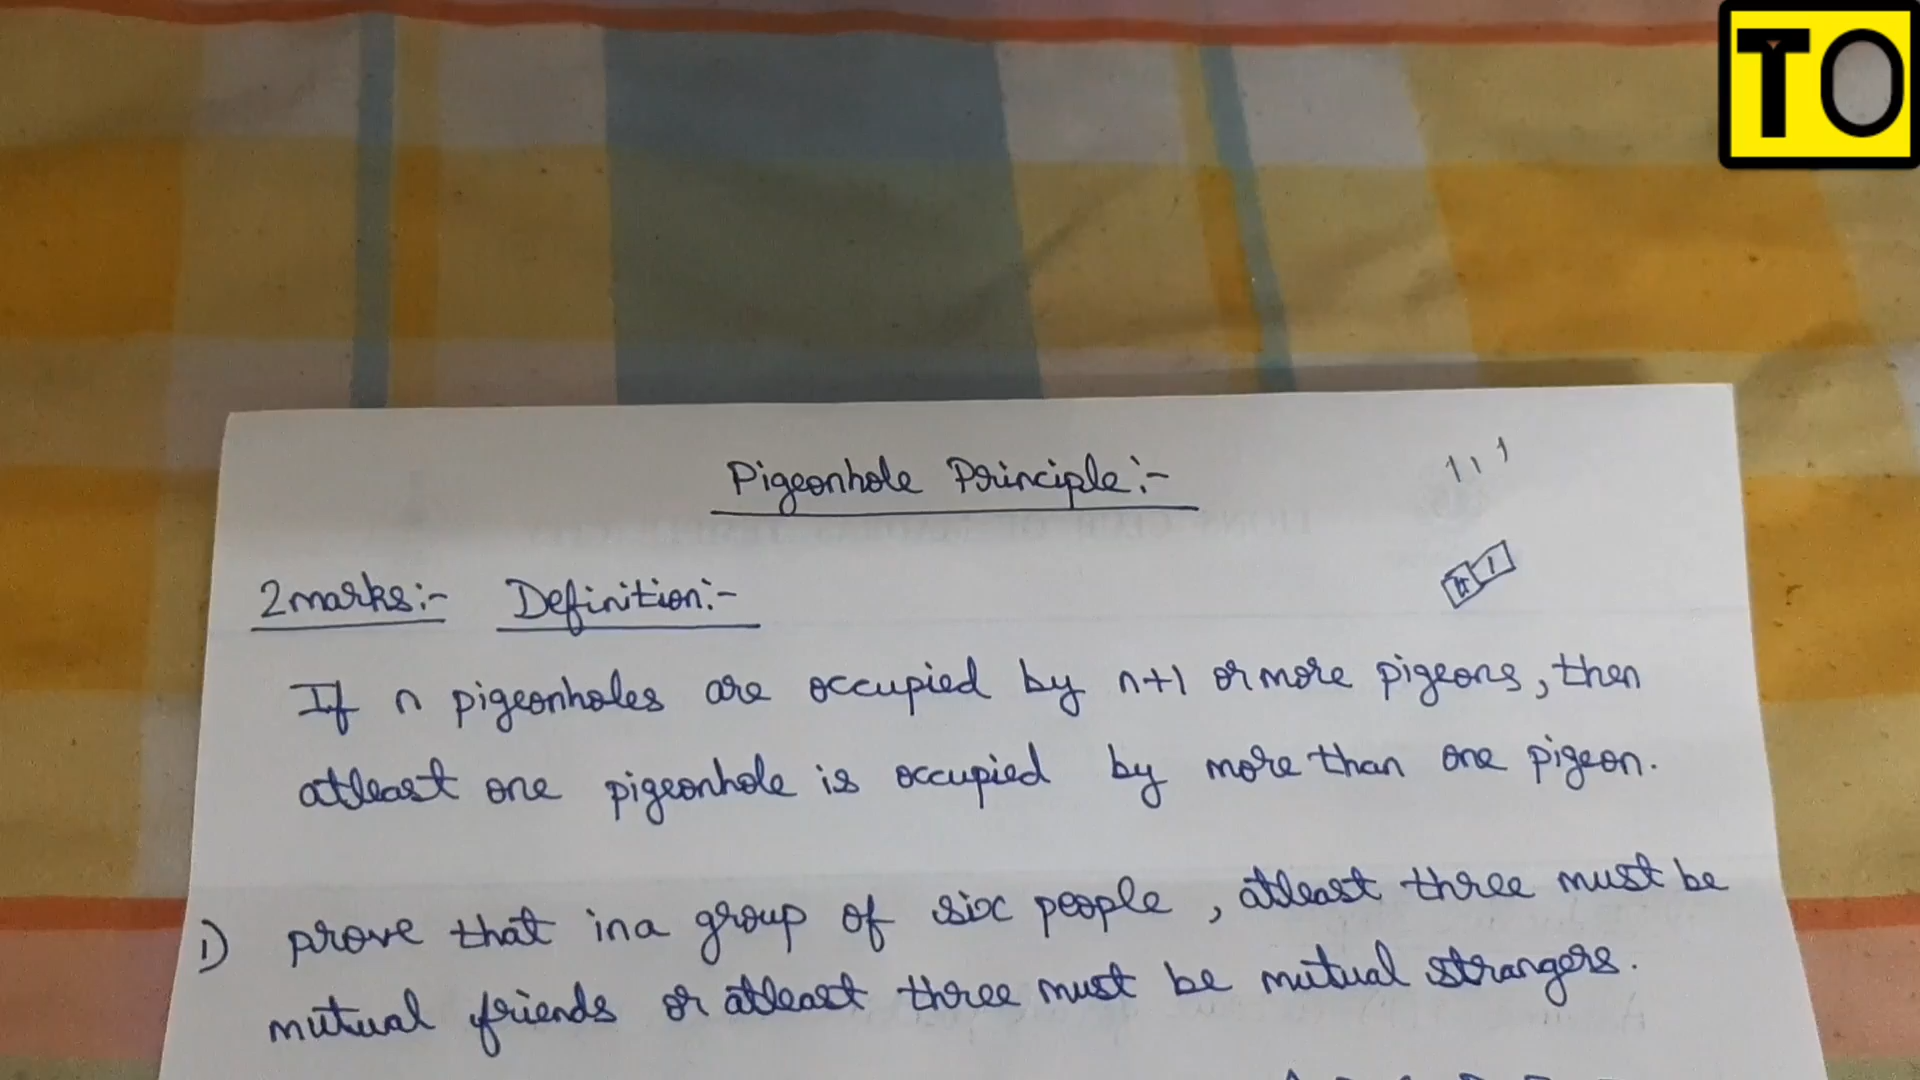 TO
Pigeonhole Principle:-
2marks:- Definition:-
If n pigeonholes are occupied by n+1 or more pigeons, then
atleast one pigeonhole is occupied by more than one pigeon.
1) prove that in a group of six people, atleast three must be
mutual friends or atleast three must be mutual strangers.